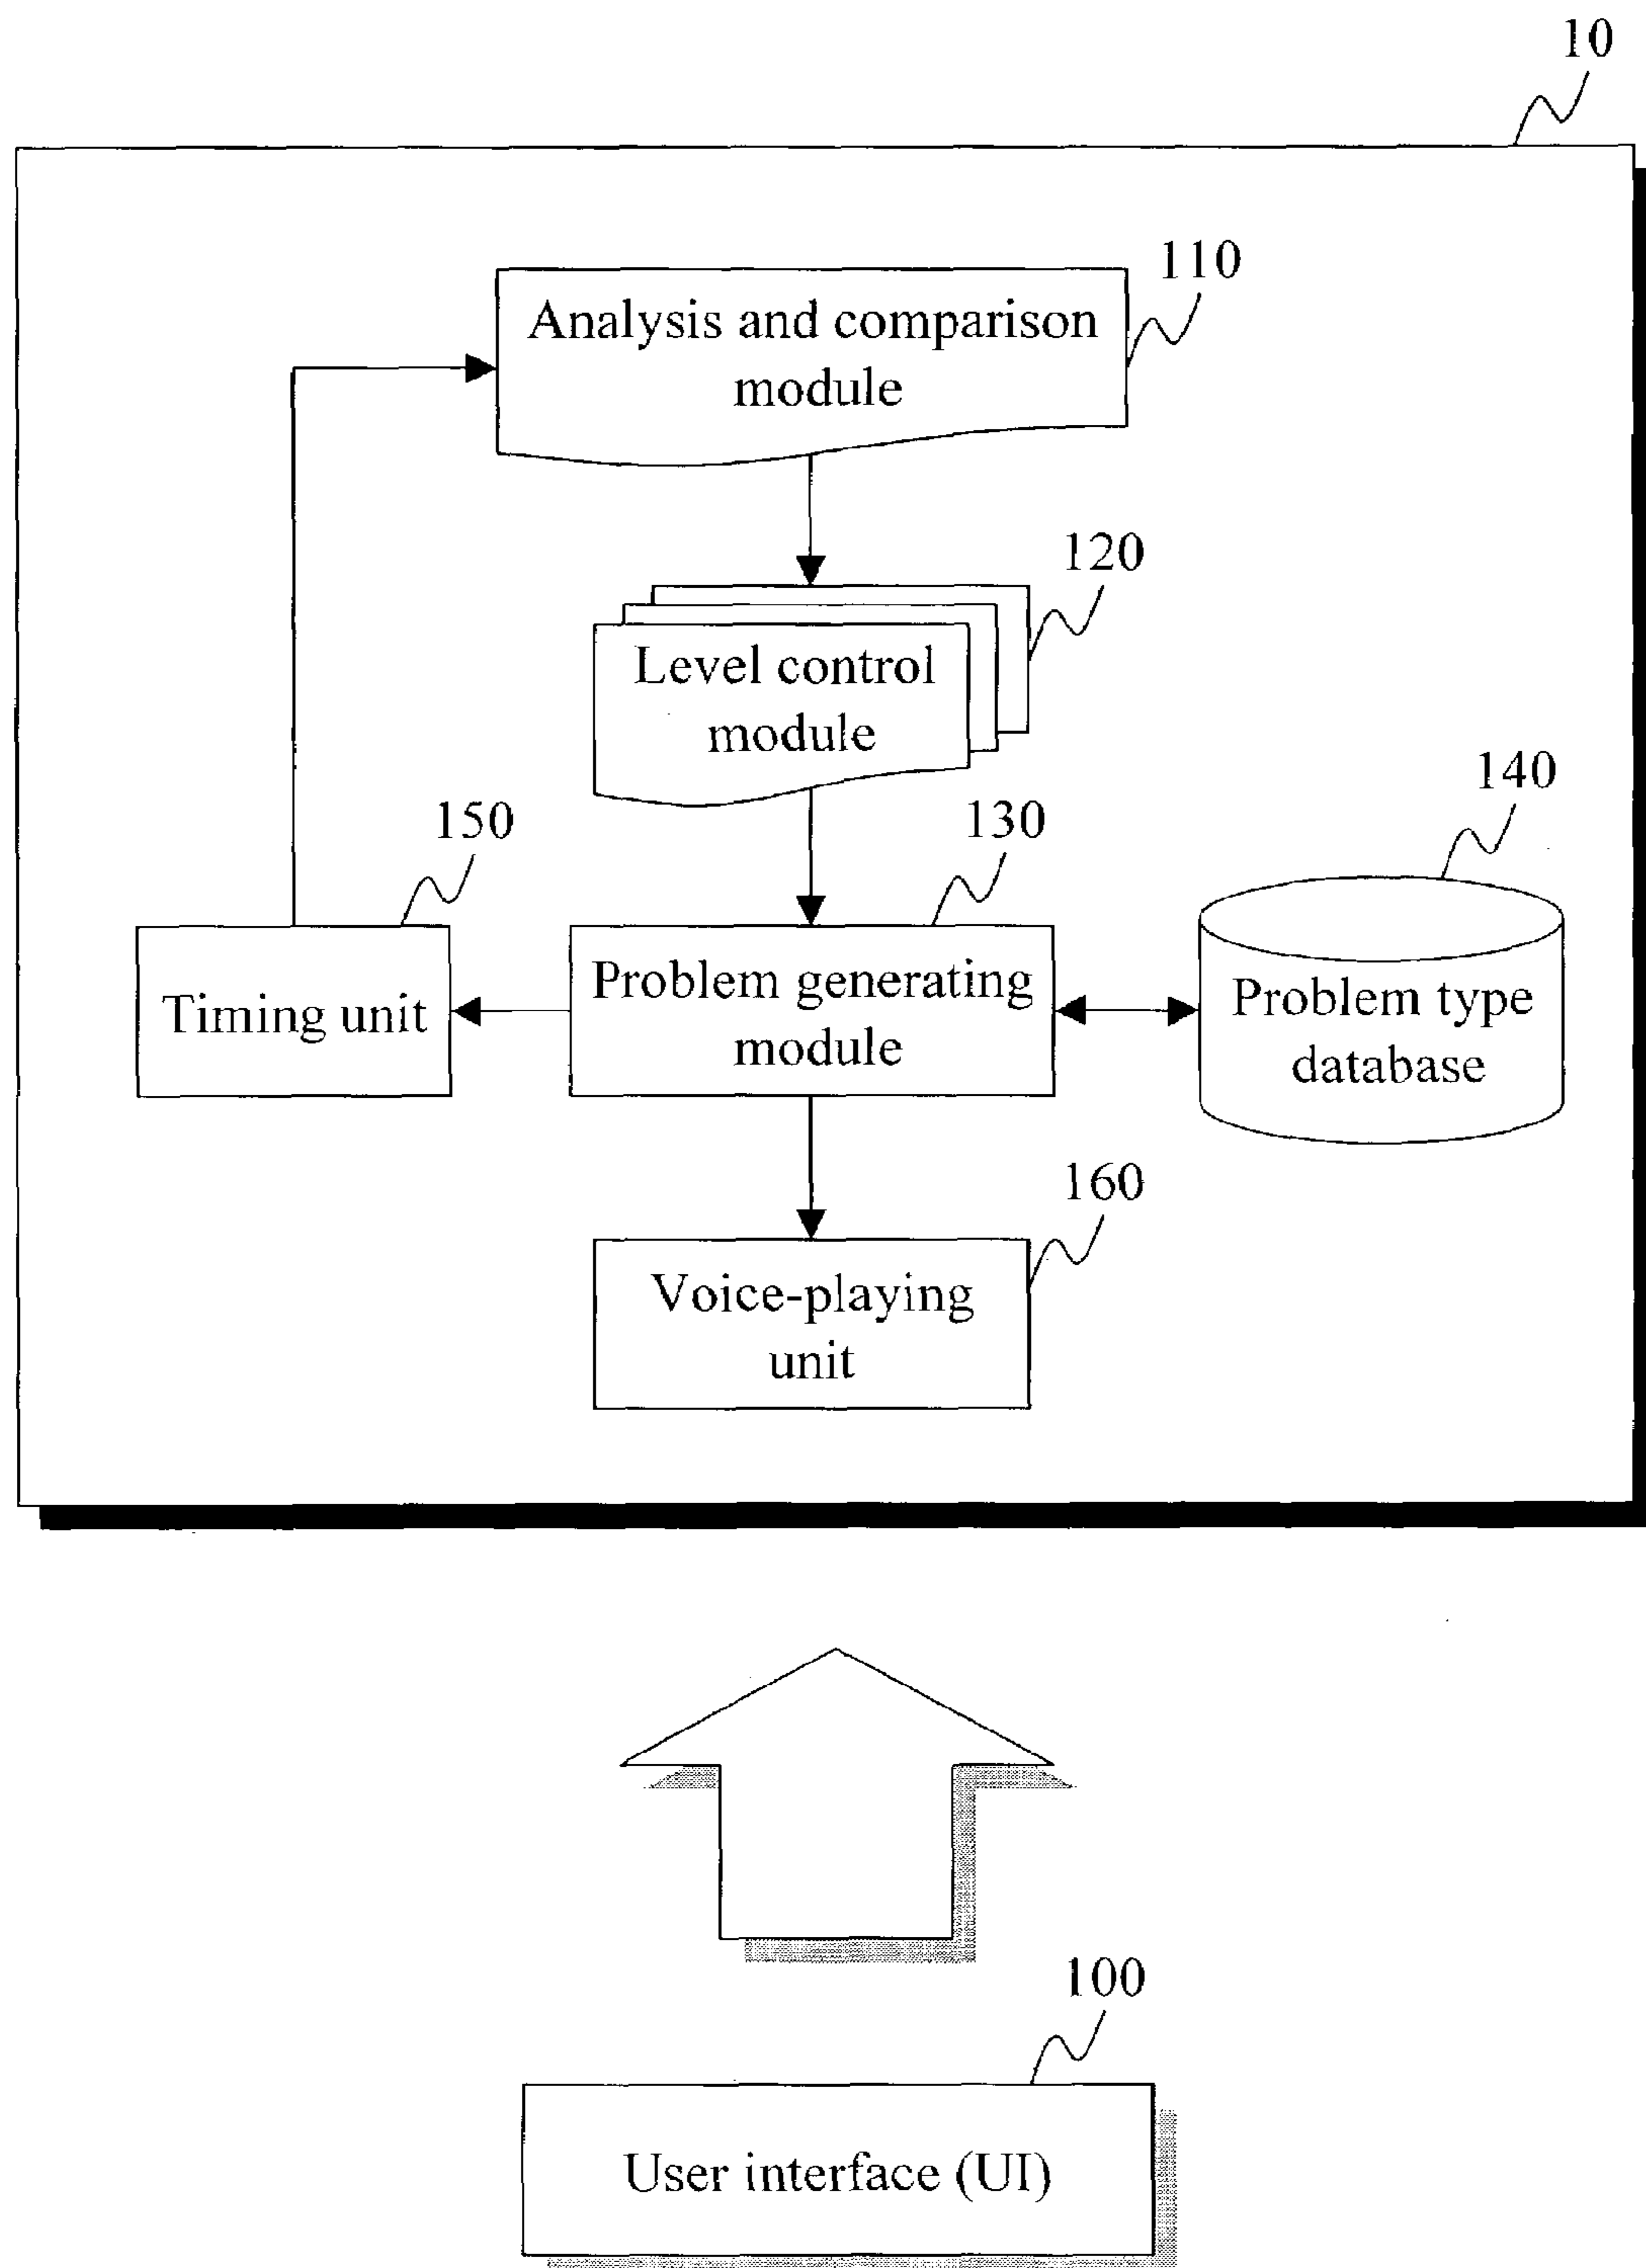 10
110
Analysis and comparison
module
120
Level control
module
140
150
130
Timing unit
Problem generating
module
Problem type
database
160
Voice-playing
unit
100
User interface (UI)